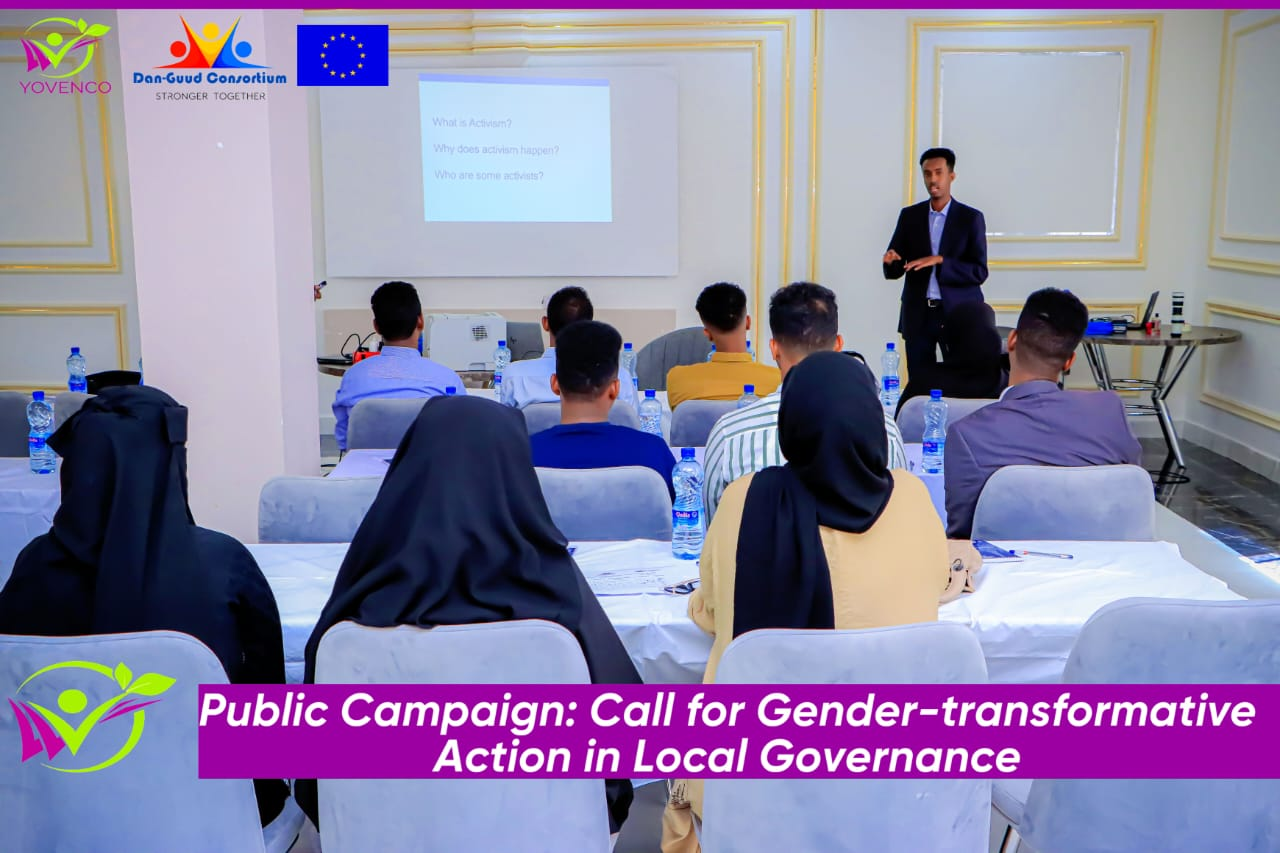 YOVENCO
Dan-Guud Consortium
STRONGER TOGETHER
What is Activism?
Why does activism happen?
Who are some activists?
Public Campaign: Call for Gender-transformative
Action in Local Governance